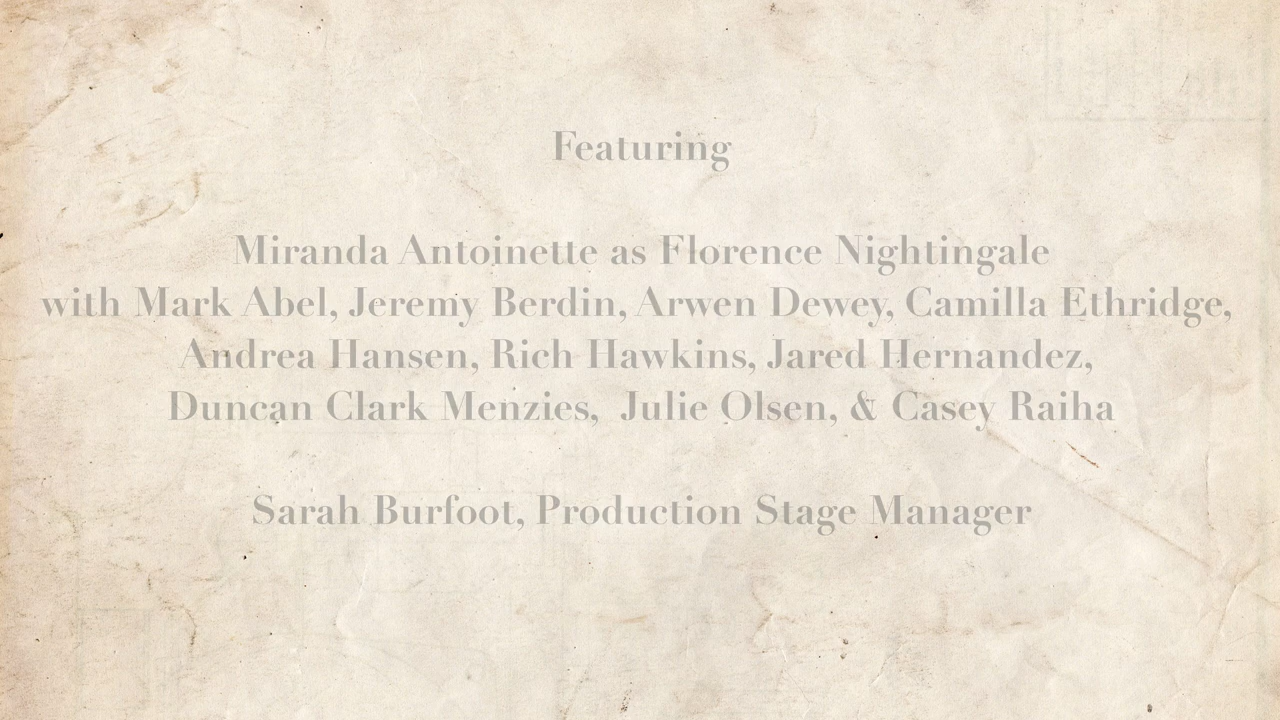 Featuring
Miranda Antoinette as Florence Nightingale
with Mark Abel, Jeremy Berdin, Arwen Dewey, Camilla Ethridge,
Andrea Hansen, Rich Hawkins, Jared Hernandez,
Duncan Clark Menzies, Julie Olsen, & Casey Raiha
Sarah Burfoot, Production Stage Manager